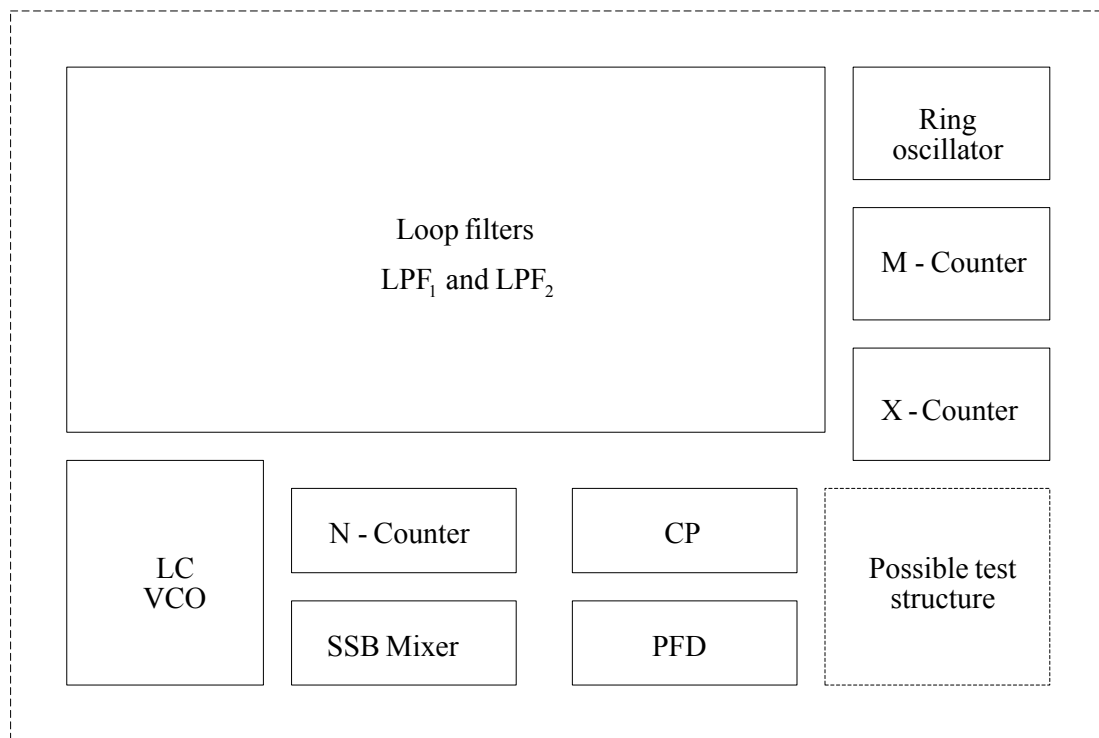 Loop filters
LPF₁ and LPF₂
Ring
oscillator
M - Counter
X - Counter
LC
VCO
N - Counter
SSB Mixer
CP
PFD
Possible test
structure